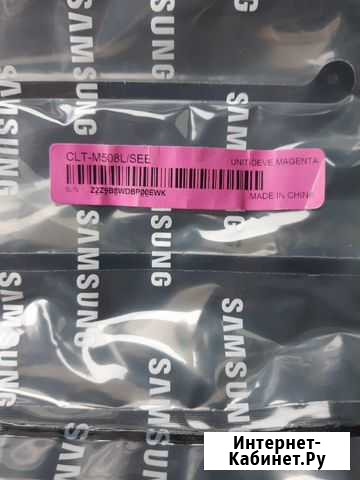 SAMSUNG
SAMSUNG
SAMSUNG
SAMSUNG
CLT-M508L/SEE
UNIT/DEVE MAGENTA
S/N :
MADE IN CHINA
SAMSUNG
SAMSUNG
SAMSUNG
SAMSUNG
Интернет-
Кабинет.Ру